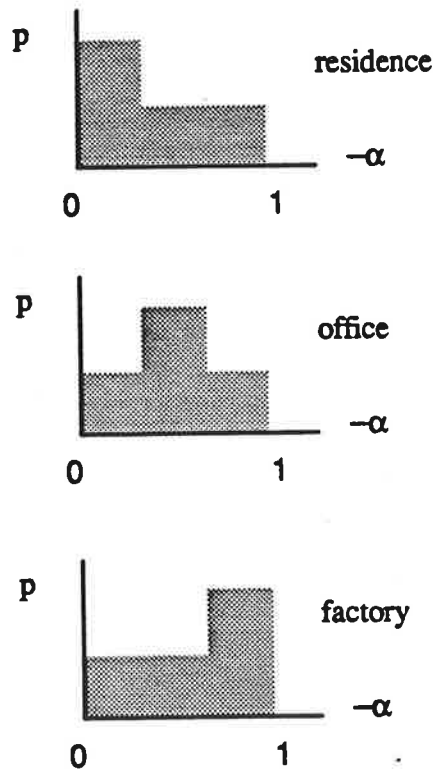 p
residence
–α
0 1
p
office
–α
0 1
p
factory
–α
0 1